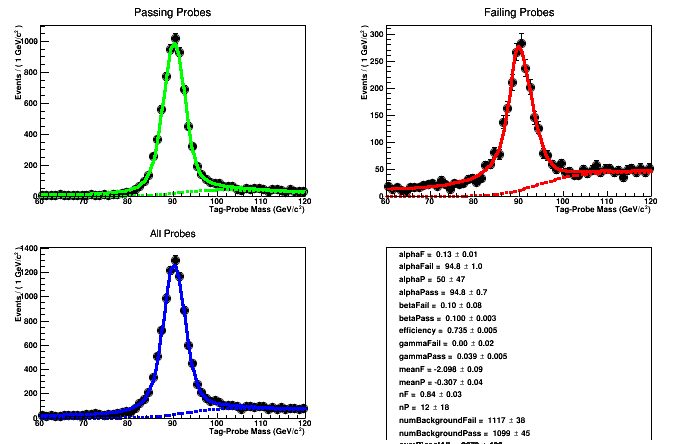 Passing Probes
Events / ( 1 GeV/c² )
1000
800
600
400
200
0
60 70 80 90 100 110 120
Tag-Probe Mass (GeV/c²)
Failing Probes
Events / ( 1 GeV/c² )
300
250
200
150
100
50
0
60 70 80 90 100 110 120
Tag-Probe Mass (GeV/c²)
All Probes
Events / ( 1 GeV/c² )
1400
1200
1000
800
600
400
200
0
60 70 80 90 100 110 120
Tag-Probe Mass (GeV/c²)
alphaF = 0.13 ± 0.01
alphaFail = 94.8 ± 1.0
alphaP = 50 ± 47
alphaPass = 94.8 ± 0.7
betaFail = 0.10 ± 0.08
betaPass = 0.100 ± 0.003
efficiency = 0.735 ± 0.005
gammaFail = 0.00 ± 0.02
gammaPass = 0.039 ± 0.005
meanF = -2.098 ± 0.09
meanP = -0.307 ± 0.04
nF = 0.84 ± 0.03
nP = 12 ± 18
numBackgroundFail = 1117 ± 38
numBackgroundPass = 1099 ± 45